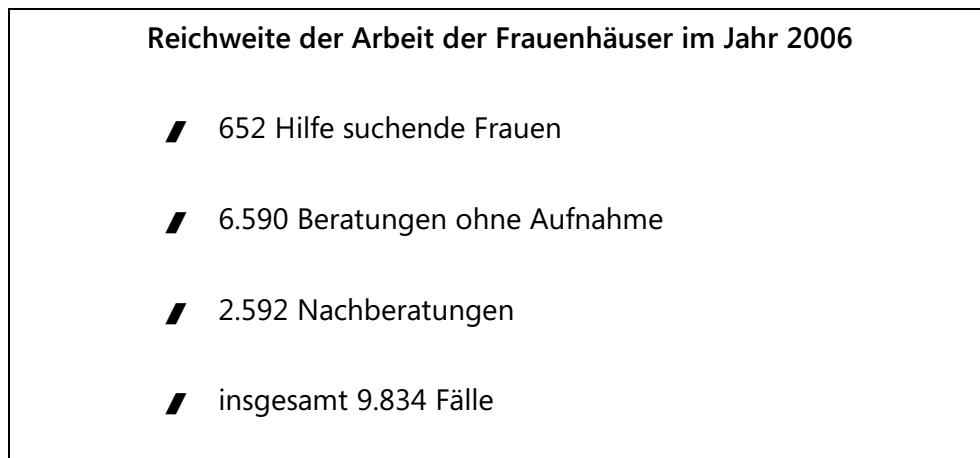 Reichweite der Arbeit der Frauenhäuser im Jahr 2006
652 Hilfe suchende Frauen
6.590 Beratungen ohne Aufnahme
2.592 Nachberatungen
insgesamt 9.834 Fälle